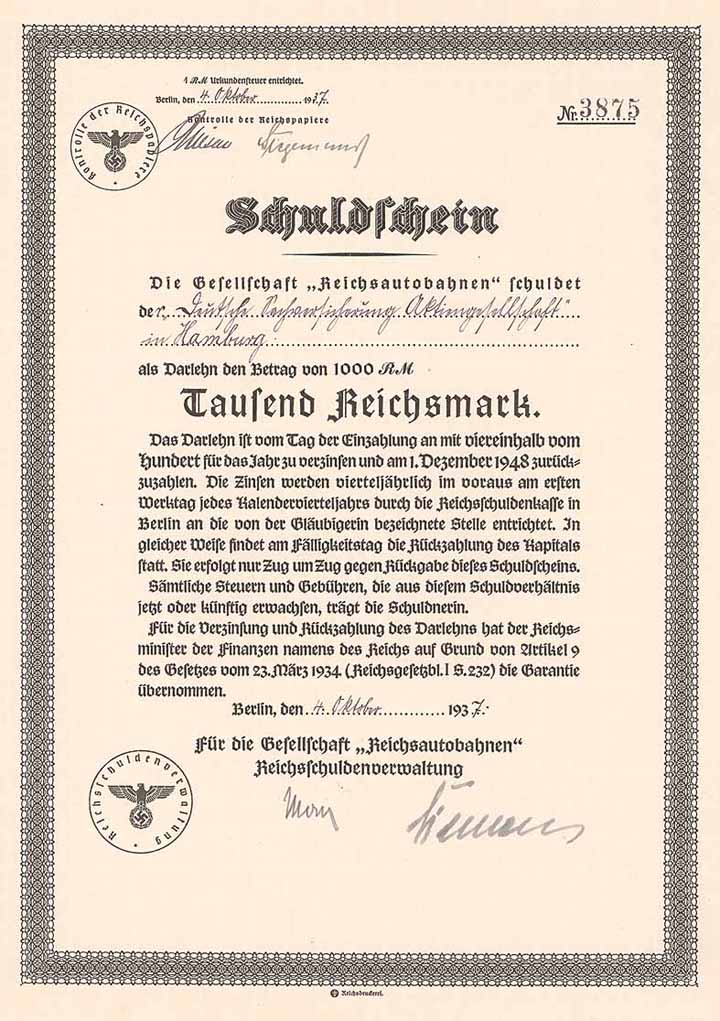 1 RM Urkundensteuer entrichtet.
Berlin, den 4. Oktober 1937.
Kontrolle der Reichspapiere
Nr. 3875
Kontrolle der Reichspapiere
Schuldschein
Die Gesellschaft „Reichsautobahnen“ schuldet
der „Deutsche Sachversicherung Aktiengesellschaft“
in Hamburg
als Darlehn den Betrag von 1000 RM
Tausend Reichsmark.
Das Darlehn ist vom Tag der Einzahlung an mit viereinhalb vom
Hundert für das Jahr zu verzinsen und am 1. Dezember 1948 zurück-
zuzahlen. Die Zinsen werden vierteljährlich im voraus am ersten
Werktag jedes Kalendervierteljahrs durch die Reichsschuldenkasse in
Berlin an die von der Gläubigerin bezeichnete Stelle entrichtet. In
gleicher Weise findet am Fälligkeitstag die Rückzahlung des Kapitals
statt. Sie erfolgt nur Zug um Zug gegen Rückgabe dieses Schuldscheins.
Sämtliche Steuern und Gebühren, die aus diesem Schuldverhältnis
jetzt oder künftig erwachsen, trägt die Schuldnerin.
Für die Verzinsung und Rückzahlung des Darlehns hat der Reichs-
minister der Finanzen namens des Reichs auf Grund von Artikel 9
des Gesetzes vom 23. März 1934 (Reichsgesetzbl. I S. 232) die Garantie
übernommen.
Berlin, den 4. Oktober 1937.
Für die Gesellschaft „Reichsautobahnen“
Reichsschuldenverwaltung
Reichsschuldenverwaltung
Reichsdruckerei.